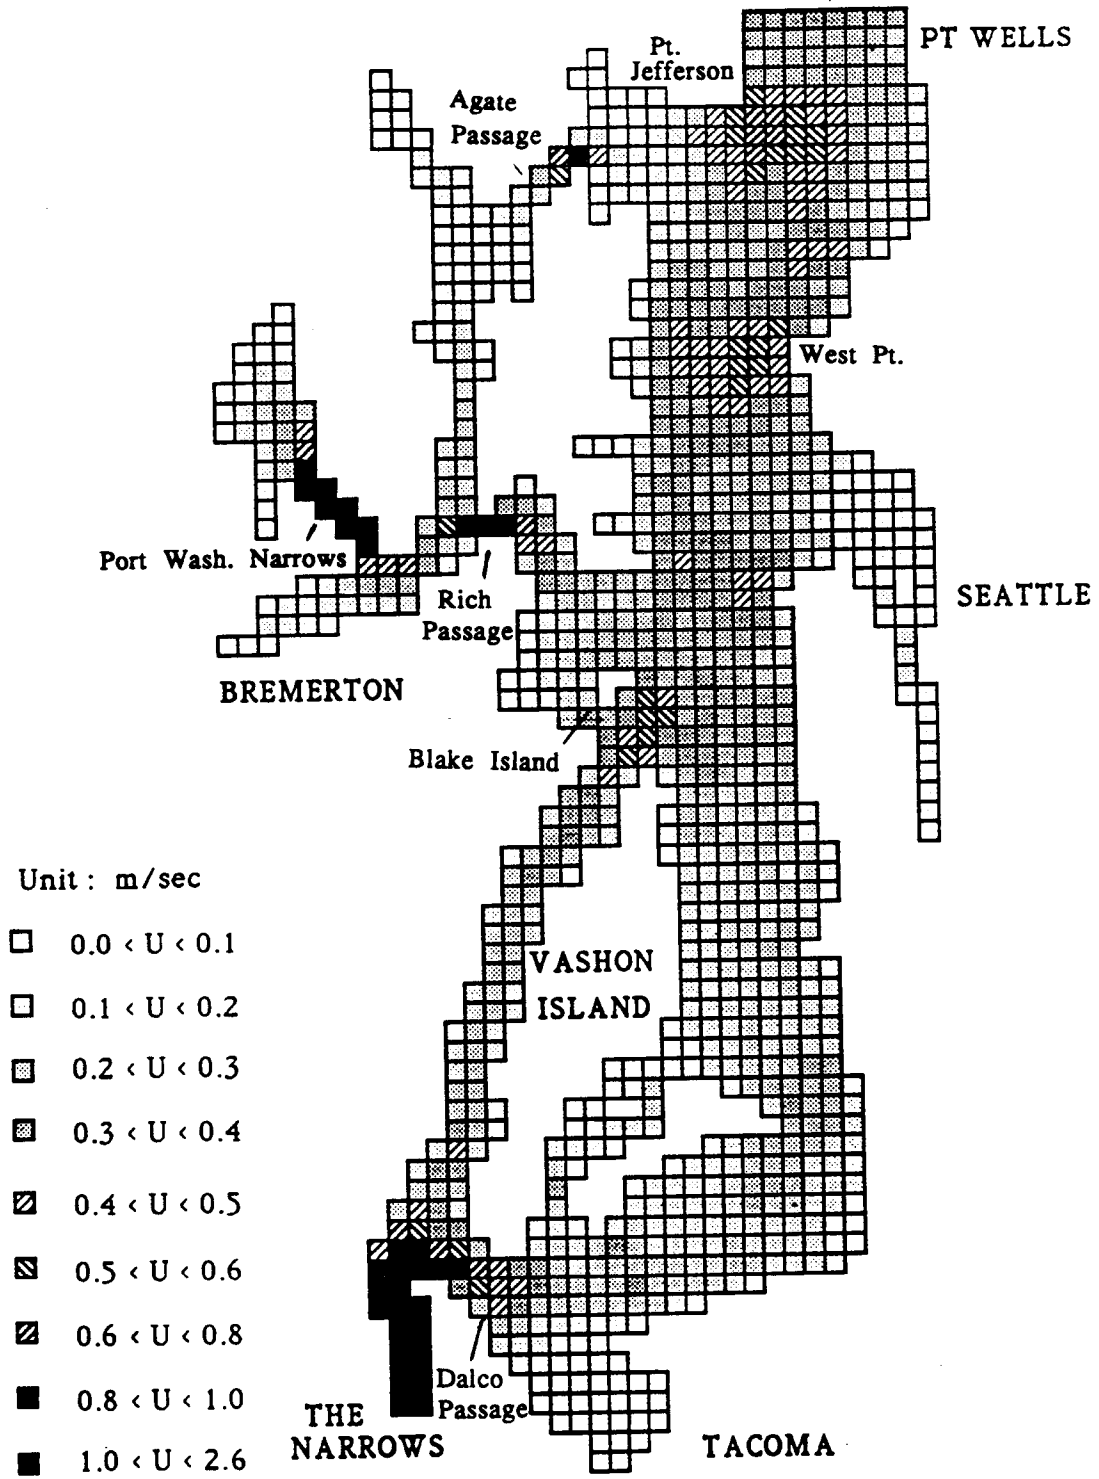 PT WELLS
Pt.
Jefferson
Agate
Passage
West Pt.
Port Wash. Narrows
Rich
Passage
SEATTLE
BREMERTON
Blake Island
Unit : m/sec
0.0 < U < 0.1
0.1 < U < 0.2
0.2 < U < 0.3
0.3 < U < 0.4
0.4 < U < 0.5
0.5 < U < 0.6
0.6 < U < 0.8
0.8 < U < 1.0
1.0 < U < 2.6
VASHON
ISLAND
Dalco
Passage
THE
NARROWS
TACOMA